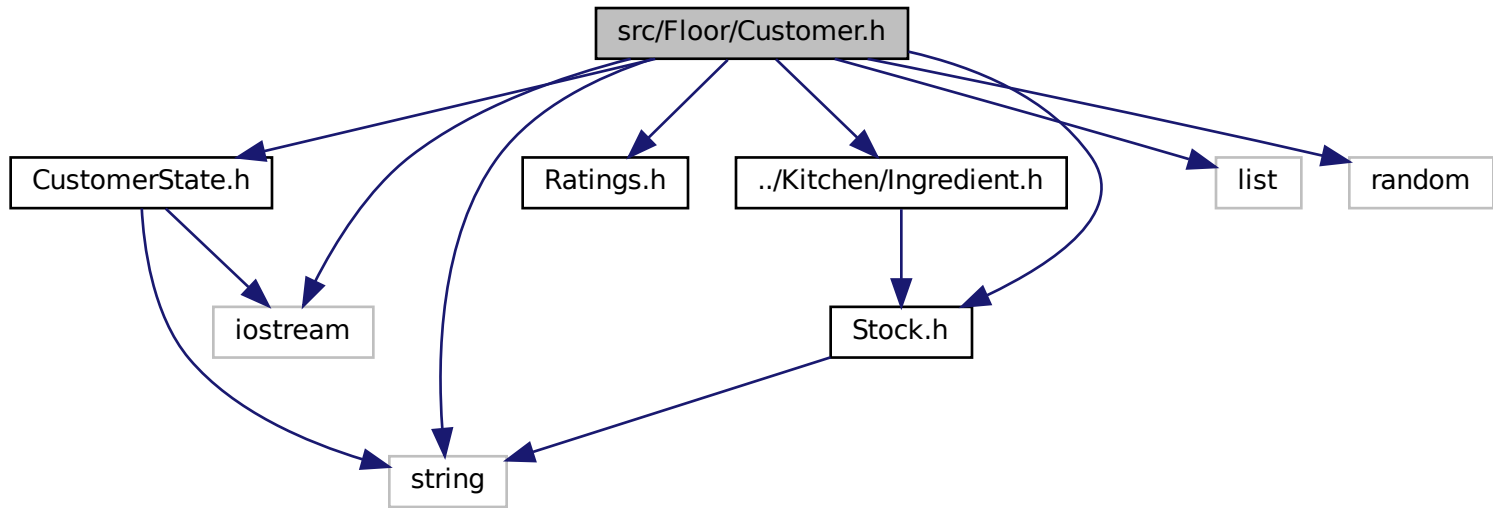 src/Floor/Customer.h
CustomerState.h
Ratings.h
../Kitchen/Ingredient.h
list
random
iostream
Stock.h
string